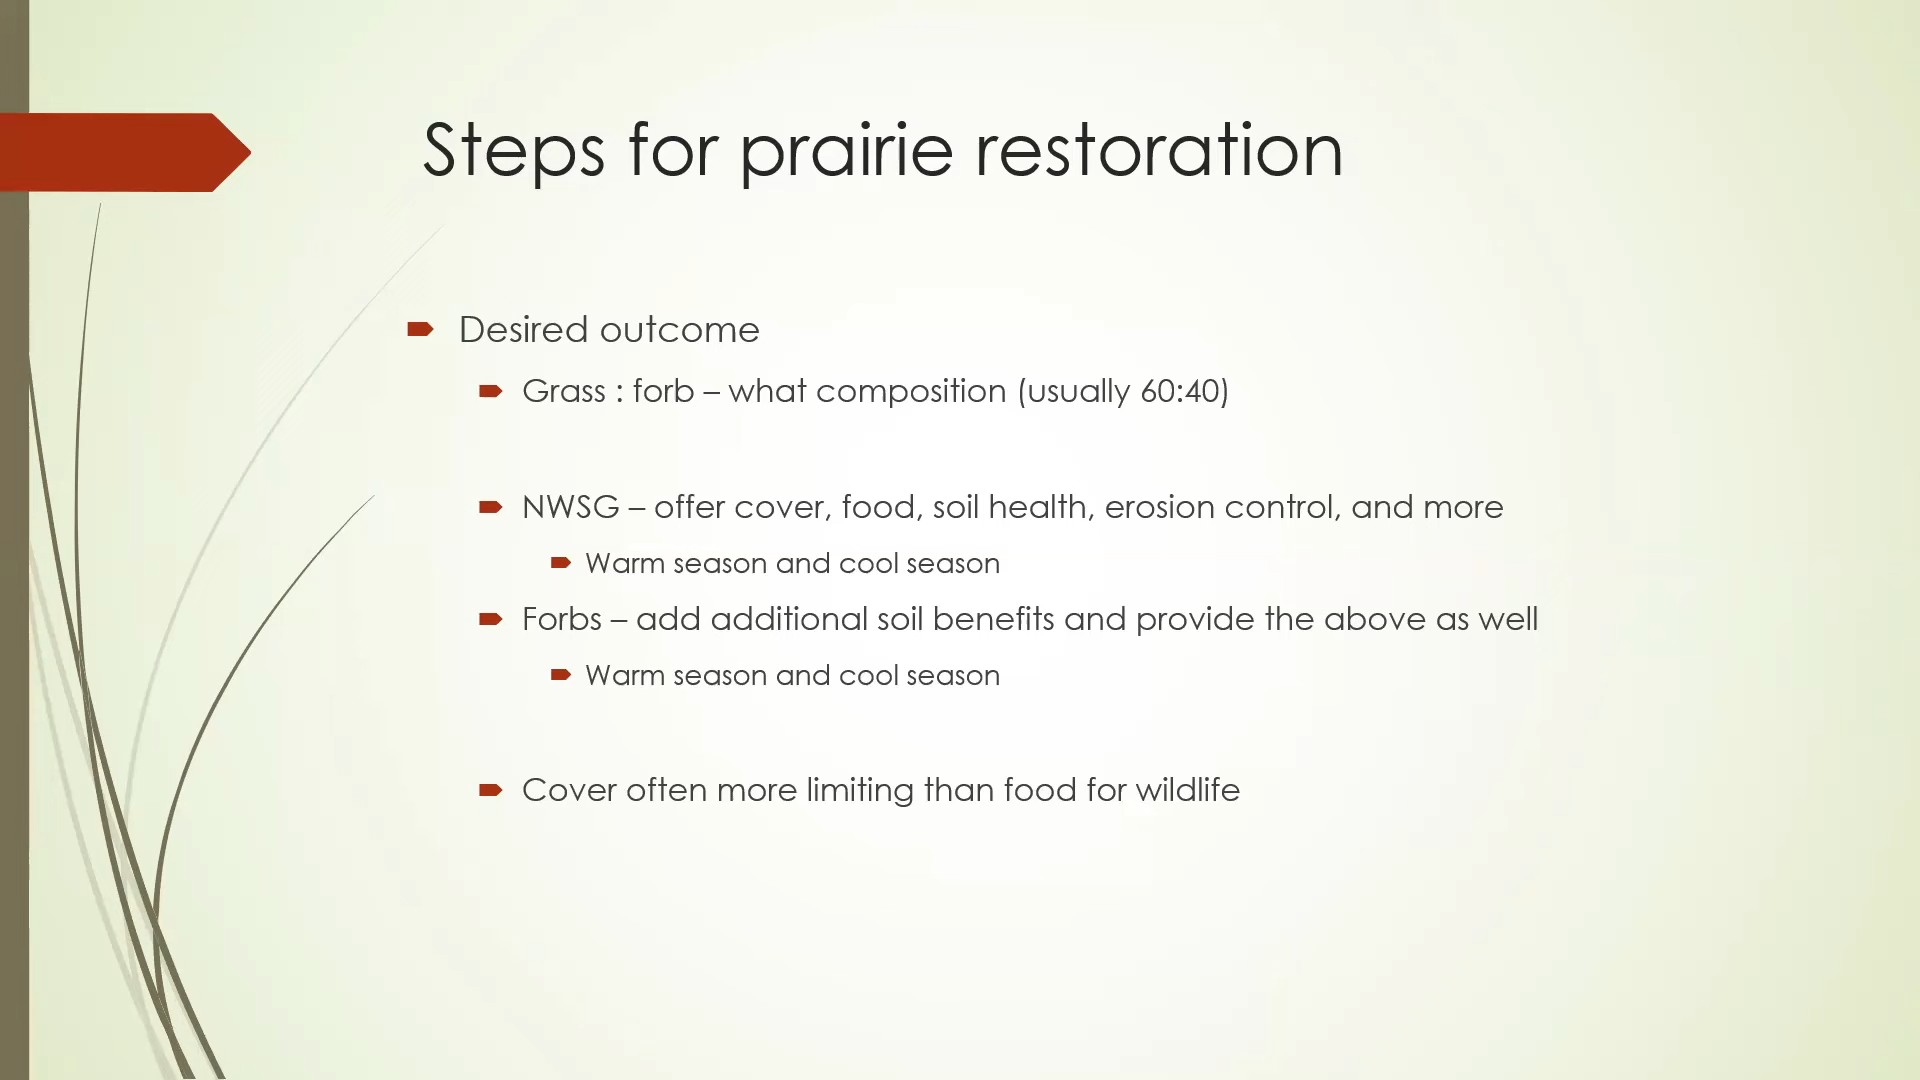 Steps for prairie restoration
Desired outcome
Grass : forb – what composition (usually 60:40)
NWSG – offer cover, food, soil health, erosion control, and more
Warm season and cool season
Forbs – add additional soil benefits and provide the above as well
Warm season and cool season
Cover often more limiting than food for wildlife